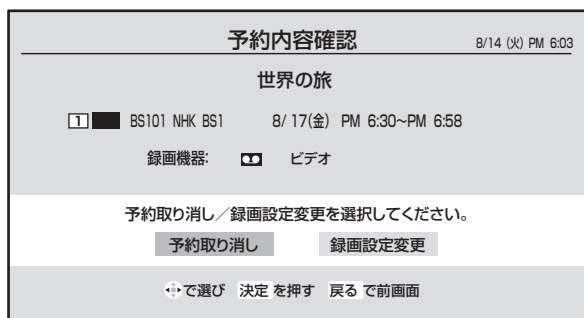 予約内容確認 8/14 (火) PM 6:03
世界の旅
1 BS101 NHK BS1 8/ 17(金) PM 6:30~PM 6:58
録画機器: ビデオ
予約取り消し／録画設定変更を選択してください。
予約取り消し 録画設定変更
で選び 決定 を押す 戻る で前画面